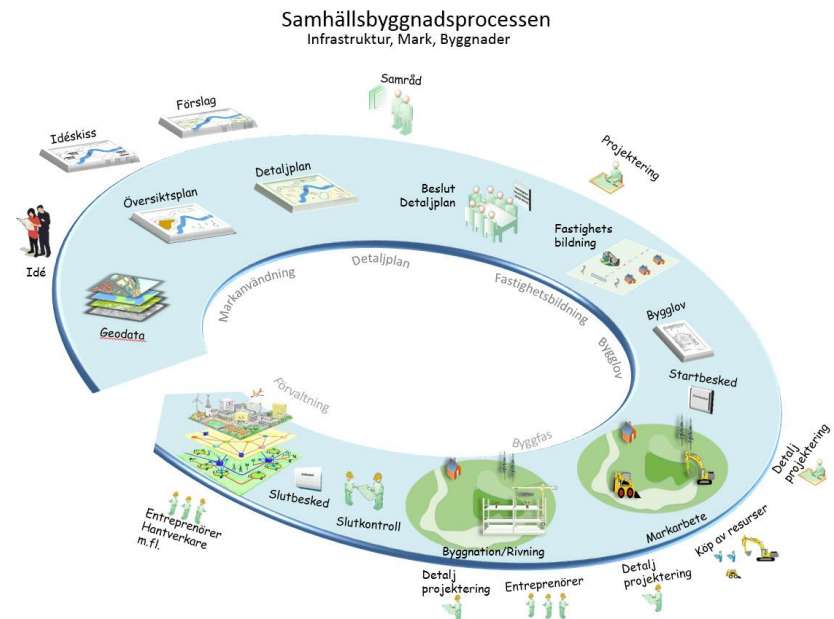 Samhällsbyggnadsprocessen
Infrastruktur, Mark, Byggnader
Idé
Idéskiss
Förslag
Samråd
Projektering
Geodata
Översiktsplan
Detaljplan
Beslut
Detaljplan
Fastighets
bildning
Bygglov
Startbesked
Markanvändning
Detaljplan
Fastighetsbildning
Bygglov
Byggfas
Förvaltning
Detalj
projektering
Köp av resurser
Markarbete
Detalj
projektering
Entreprenörer
Byggnation/Rivning
Detalj
projektering
Slutkontroll
Slutbesked
Entreprenörer
Hantverkare
m.fl.